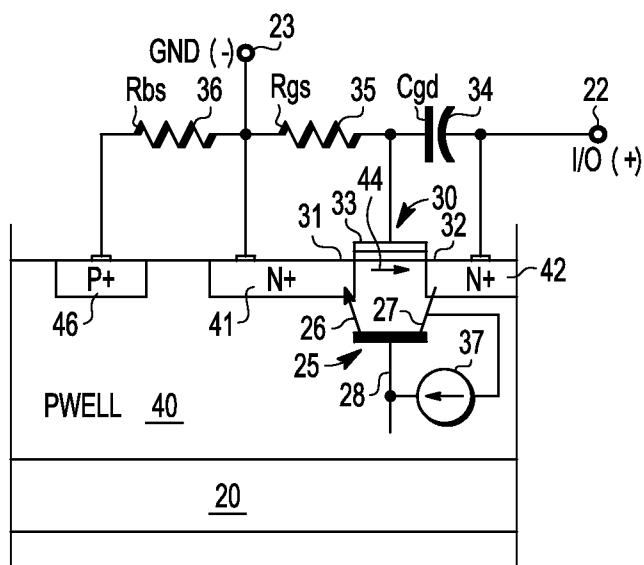 23
GND (-)
Rbs 36 Rgs 35 Cgd 34 22
I/O (+)
30
31 33 44 32
P+ N+ N+ 42
46 41 26 27
25 37
28
PWELL 40
20